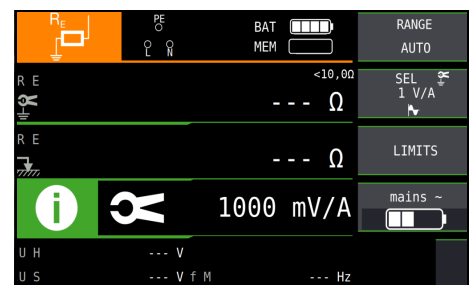 RE PE BAT RANGE
L N MEM AUTO
R E <10,0Ω SEL
--- Ω 1 V/A
R E
--- Ω LIMITS
i 1000 mV/A mains ~
U H --- V
U S --- V f M --- Hz